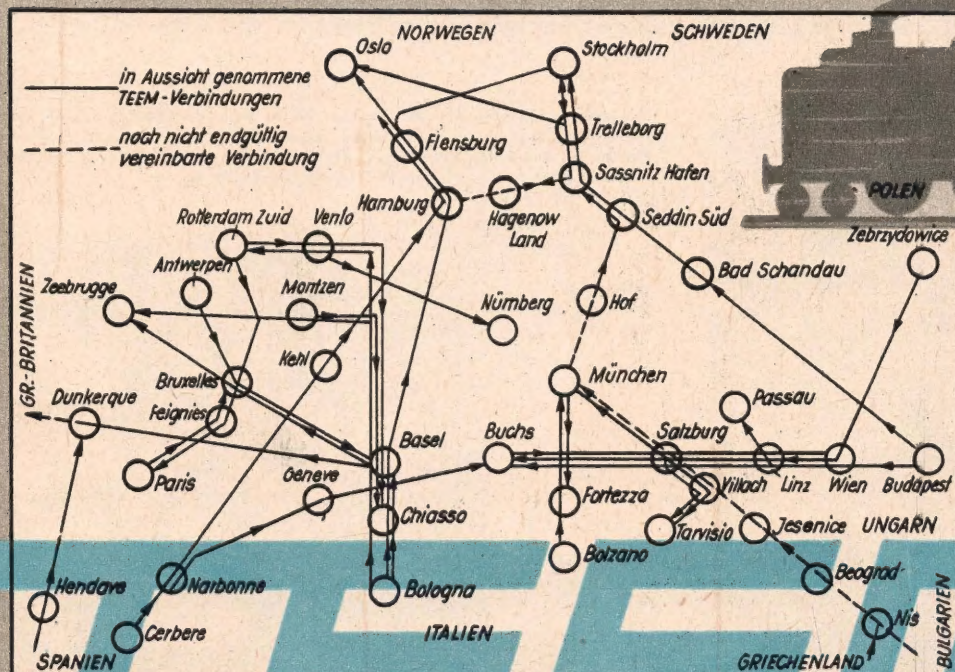 NORWEGEN
SCHWEDEN
Oslo
Stockholm
in Aussicht genommene
TEEM-Verbindungen
noch nicht endgültig
vereinbarte Verbindung
Flensburg
Trelleborg
Sassnitz Hafen
POLEN
Hamburg
Hagenow
Land
Seddin Süd
Rotterdam Zuid
Venlo
Zebrzydowice
Antwerpen
Bad Schandau
Zeebrugge
Montzen
Nürnberg
Hof
GR.-BRITANNIEN
Kehl
Bruxelles
München
Passau
Dunkerque
Feignies
Basel
Buchs
Salzburg
Paris
Geneve
Villach
Linz
Wien
Budapest
Chiasso
Fortezza
Tarvisio
Jesenice
UNGARN
Bolzano
Hendaye
Narbonne
Bologna
Beograd
Cerbere
Nis
ITALIEN
SPANIEN
GRIECHENLAND
BULGARIEN